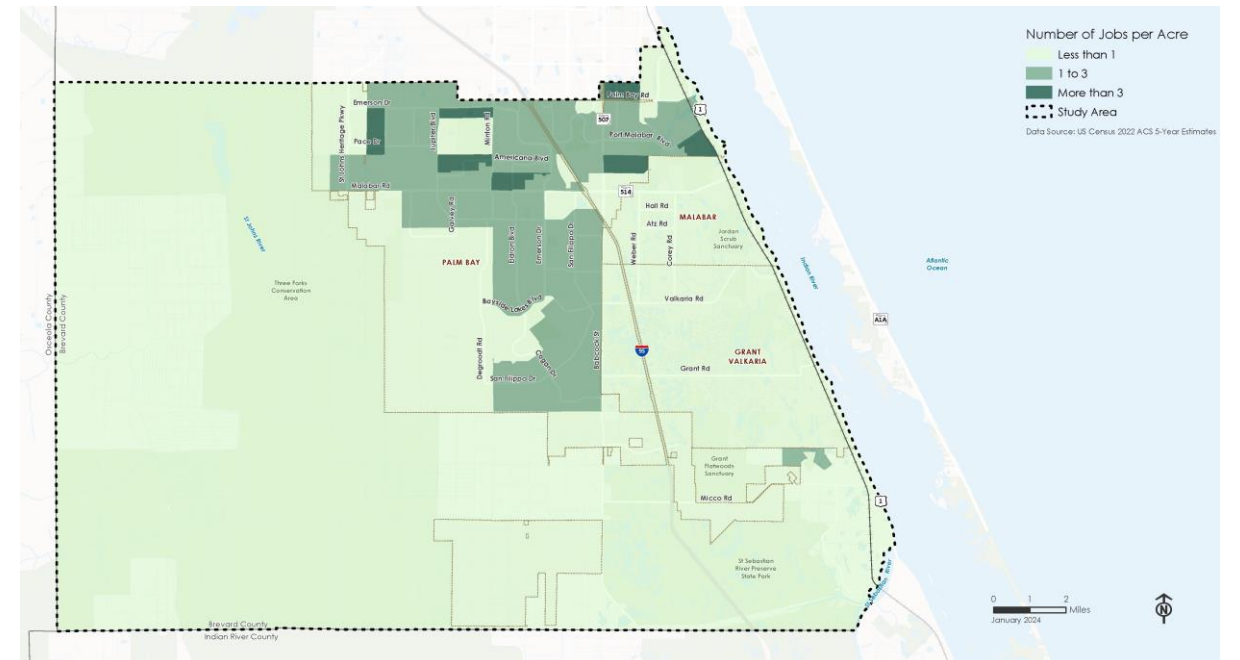 Number of Jobs per Acre
Less than 1
1 to 3
More than 3
Study Area
Data Source: US Census 2022 ACS 5-Year Estimates
Palm Bay Rd
Emerson Dr
507
1
St Johns Heritage Pkwy
Jupiter Blvd
Minton Rd
Port Malabar Blvd
Pace Dr
Americana Blvd
Malabar Rd
514
Hall Rd
MALABAR
Atz Rd
Jordan
Scrub
Sanctuary
Garvey Rd
Eldron Blvd
Emerson Dr
San Filippo Dr
Weber Rd
Corey Rd
St Johns
River
PALM BAY
Indian River
Atlantic
Ocean
Three Forks
Conservation
Area
Bayside Lakes Blvd
Valkaria Rd
A1A
Osceola County
Brevard County
Degroodt Rd
Cogan Dr
Babcock St
95
GRANT
VALKARIA
Grant Rd
San Filippo Dr
Grant
Flatwoods
Sanctuary
Micco Rd
1
St Sebastian
River Preserve
State Park
0 1 2
Miles
January 2024
N
Brevard County
Indian River County